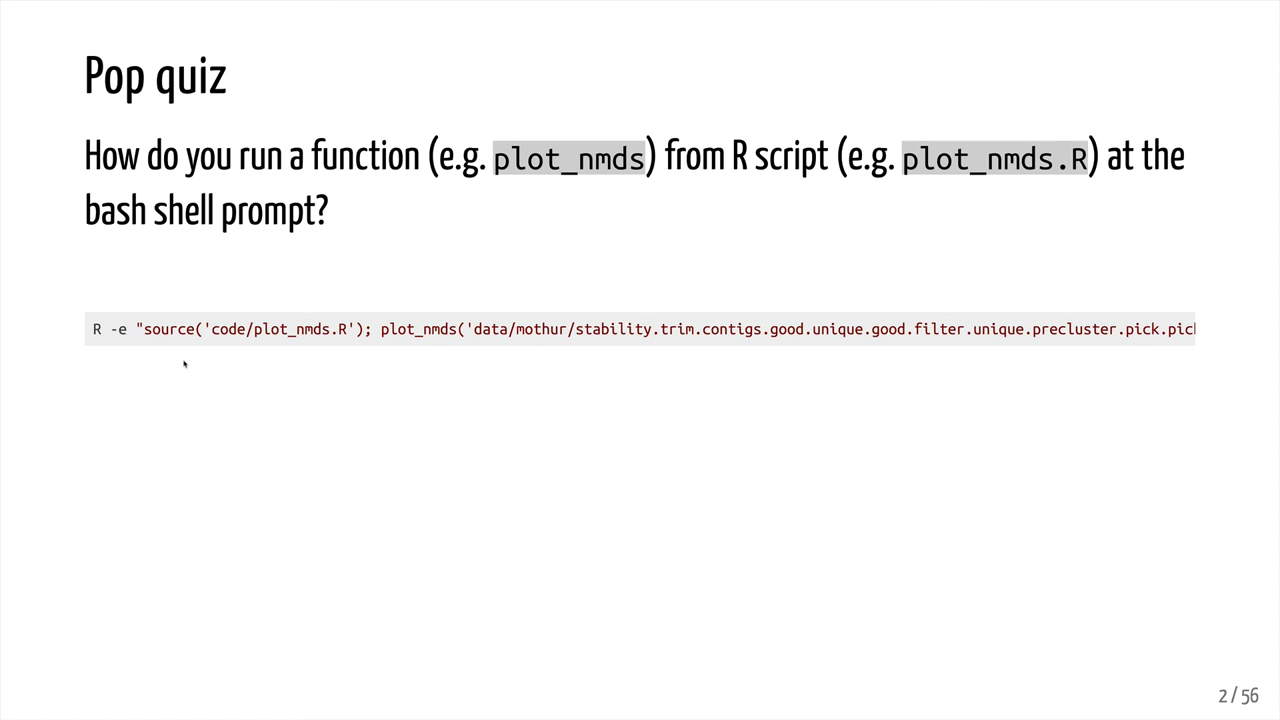 Pop quiz
How do you run a function (e.g. plot_nmds) from R script (e.g. plot_nmds.R) at the
bash shell prompt?
R -e "source('code/plot_nmds.R'); plot_nmds('data/mothur/stability.trim.contigs.good.unique.good.filter.unique.precluster.pick.pick
2 / 56